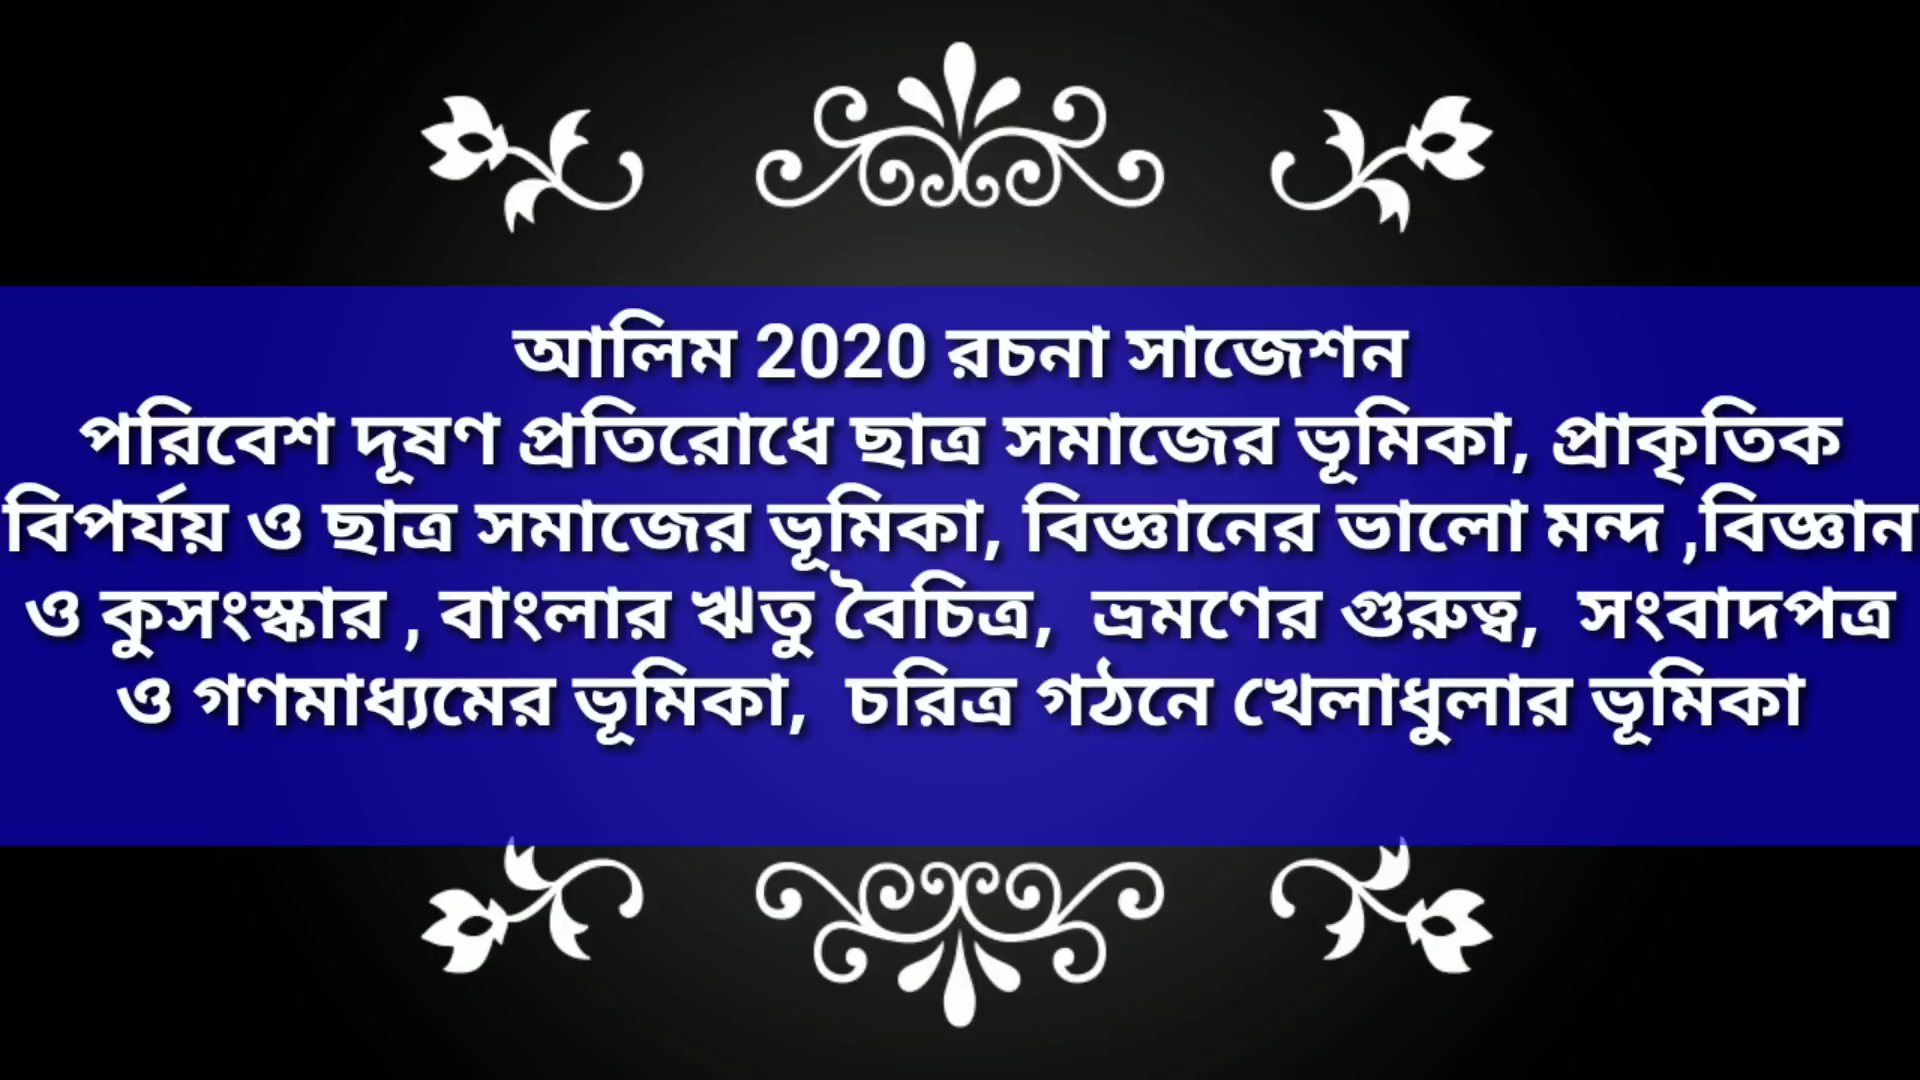 আলিম 2020 রচনা সাজেশন
পরিবেশ দূষণ প্রতিরোধে ছাত্র সমাজের ভূমিকা, প্রাকৃতিক
বিপর্যয় ও ছাত্র সমাজের ভূমিকা, বিজ্ঞানের ভালো মন্দ ,বিজ্ঞান
ও কুসংস্কার , বাংলার ঋতু বৈচিত্র, ভ্রমণের গুরুত্ব, সংবাদপত্র
ও গণমাধ্যমের ভূমিকা, চরিত্র গঠনে খেলাধুলার ভূমিকা